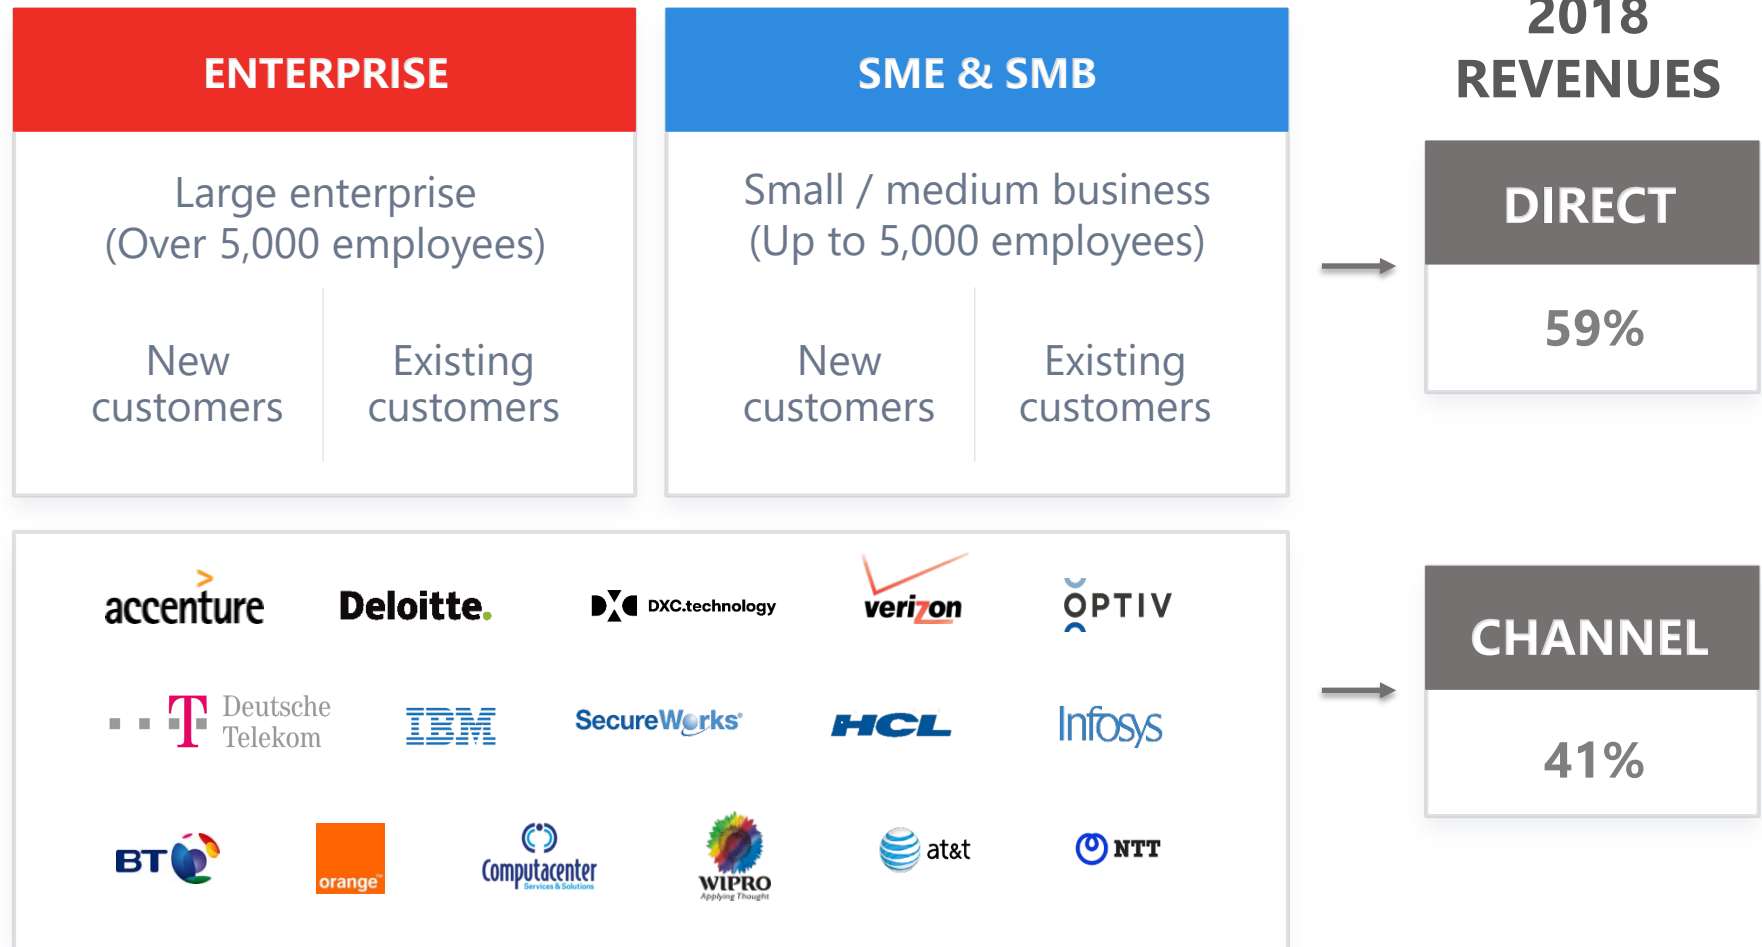 ENTERPRISE
Large enterprise
(Over 5,000 employees)
New
customers
Existing
customers
SME & SMB
Small / medium business
(Up to 5,000 employees)
New
customers
Existing
customers
2018
REVENUES
DIRECT
59%
accenture
Deloitte.
DXC.technology
verizon
OPTIV
T
Deutsche
Telekom
IBM
SecureWorks
HCL
Infosys
BT
orange™
Computacenter
Services & Solutions
WIPRO
Applying Thought
at&t
NTT
CHANNEL
41%